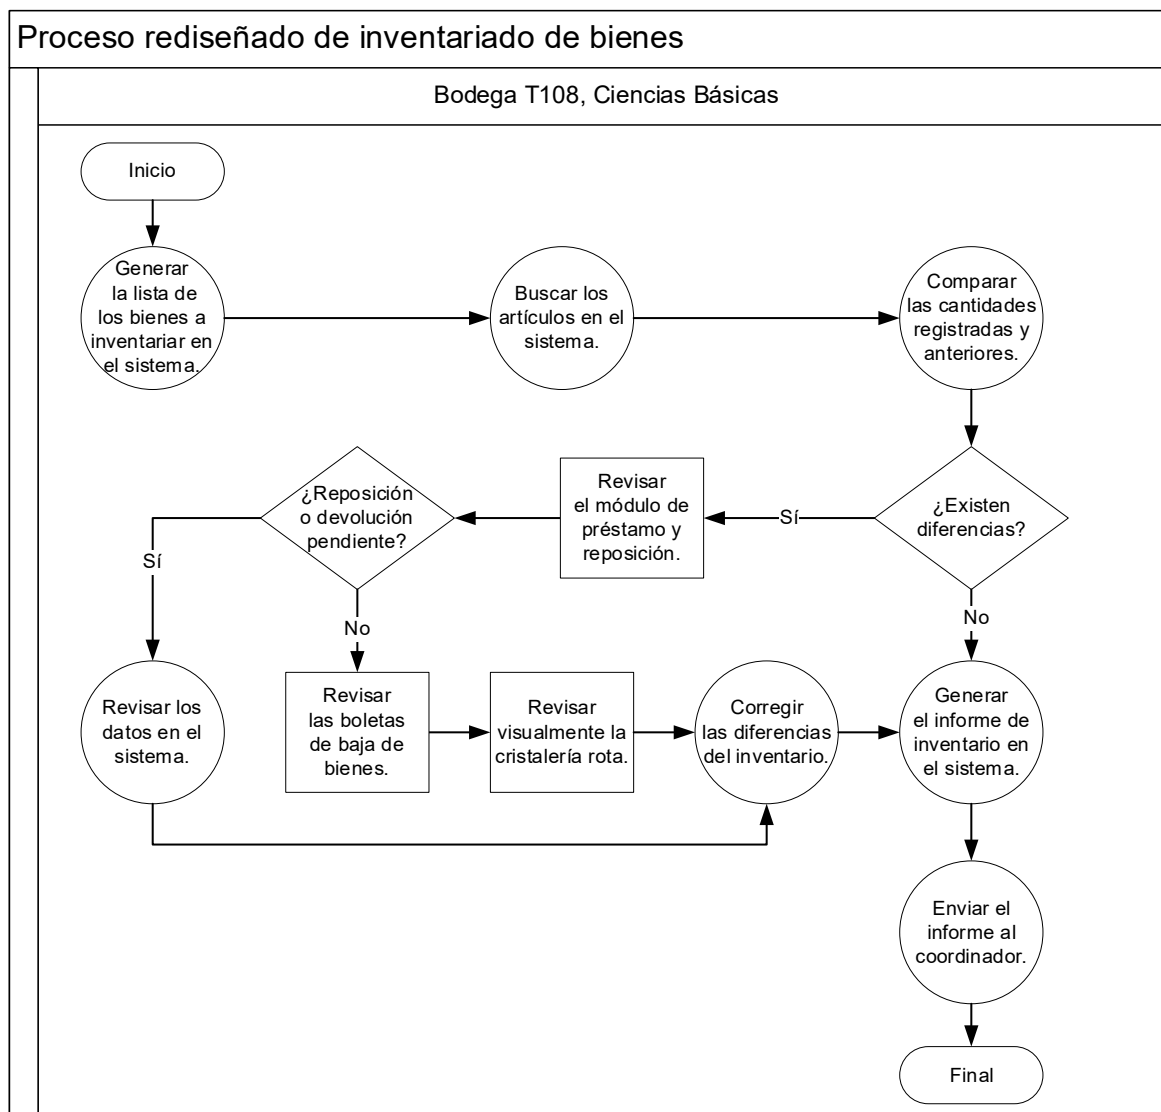 Proceso rediseñado de inventariado de bienes
Bodega T108, Ciencias Básicas
Inicio
Generar
la lista de
los bienes a
inventariar en
el sistema.
Buscar los
artículos en el
sistema.
Comparar
las cantidades
registradas y
anteriores.
¿Existen
diferencias?
Sí
Revisar
el módulo de
préstamo y
reposición.
¿Reposición
o devolución
pendiente?
Sí
No
No
Revisar los
datos en el
sistema.
Revisar
las boletas
de baja de
bienes.
Revisar
visualmente la
cristalería rota.
Corregir
las diferencias
del inventario.
Generar
el informe de
inventario en
el sistema.
Enviar el
informe al
coordinador.
Final